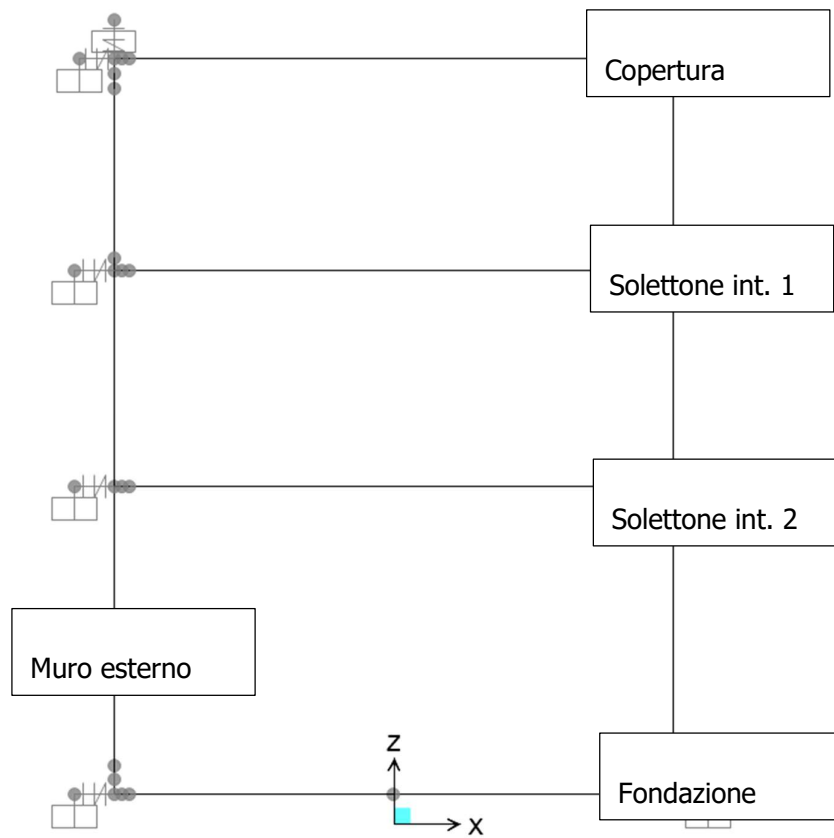 Copertura
Solettone int. 1
Solettone int. 2
Muro esterno
Z
X
Fondazione